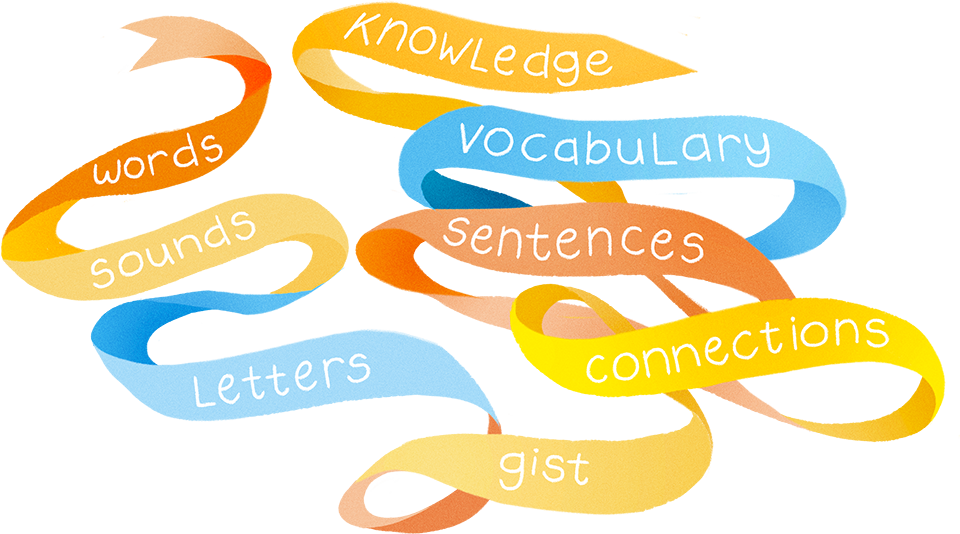 Knowledge
words
vocabulary
sounds
sentences
connections
Letters
gist